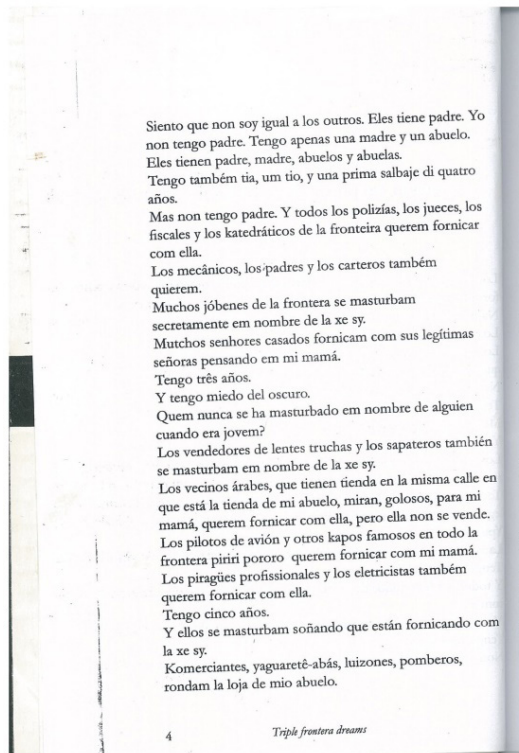 Siento que non soy igual a los outros. Eles tiene padre. Yo
non tengo padre. Tengo apenas una madre y un abuelo.
Eles tienen padre, madre, abuelos y abuelas.
Tengo também tia, um tio, y una prima salbaje di quatro
años.
Mas non tengo padre. Y todos los polizías, los jueces, los
fiscales y los katedráticos de la fronteira querem fornicar
com ella.
Los mecânicos, los padres y los carteros também
quierem.
Muchos jóbenes de la frontera se masturbam
secretamente em nombre de la xe sy.
Mutchos senhores casados fornicam com sus legítimas
señoras pensando em mi mamá.
Tengo três años.
Y tengo miedo del oscuro.
Quem nunca se ha masturbado em nombre de alguien
cuando era jovem?
Los vendedores de lentes truchas y los sapateros también
se masturbam em nombre de la xe sy.
Los vecinos árabes, que tienen tienda en la misma calle en
que está la tienda de mi abuelo, miran, golosos, para mi
mamá, querem fornicar com ella, pero ella non se vende.
Los pilotos de avión y otros kapos famosos en todo la
frontera piriri pororo querem fornicar com mi mamá.
Los piragües profissionales y los eletricistas também
querem fornicar com ella.
Tengo cinco años.
Y ellos se masturbam soñando que están fornicando com
la xe sy.
Komerciantes, yaguaretê-abás, luizones, pomberos,
rondam la loja de mio abuelo.
4 Triple frontera dreams